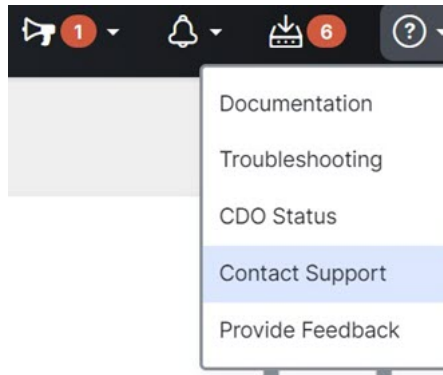 1 6 ?
Documentation
Troubleshooting
CDO Status
Contact Support
Provide Feedback